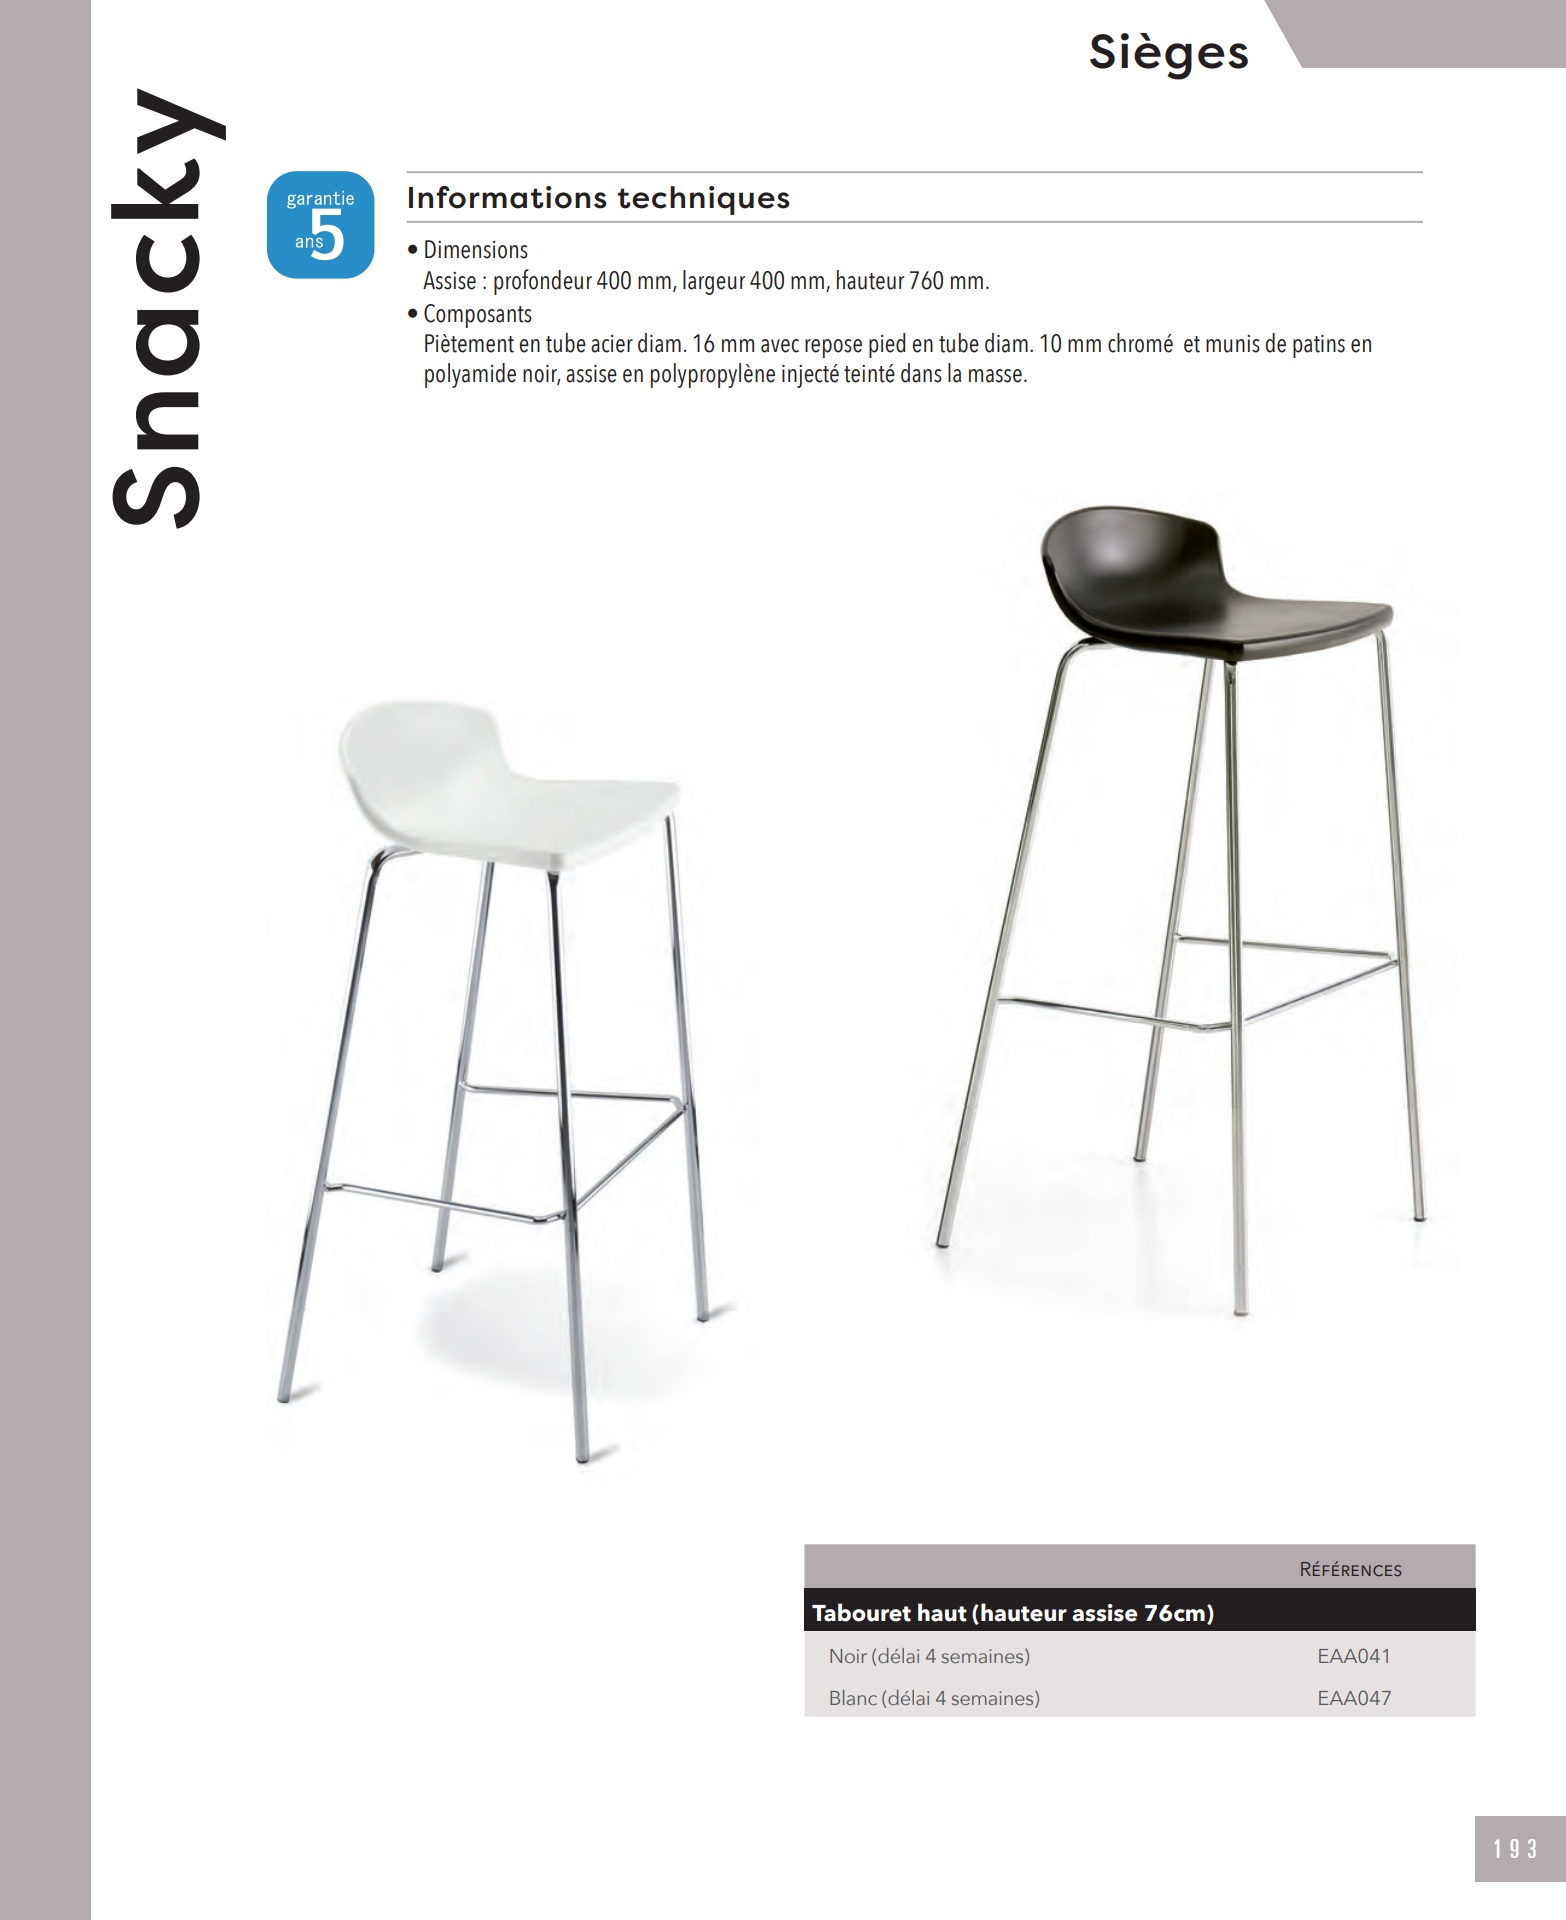 Sièges
Snacky
garantie
5
ans
Informations techniques
• Dimensions
Assise : profondeur 400 mm, largeur 400 mm, hauteur 760 mm.
• Composants
Piètement en tube acier diam. 16 mm avec repose pied en tube diam. 10 mm chromé  et munis de patins en
polyamide noir, assise en polypropylène injecté teinté dans la masse.
RÉFÉRENCES
Tabouret haut (hauteur assise 76cm)
Noir (délai 4 semaines) EAA041
Blanc (délai 4 semaines) EAA047
193